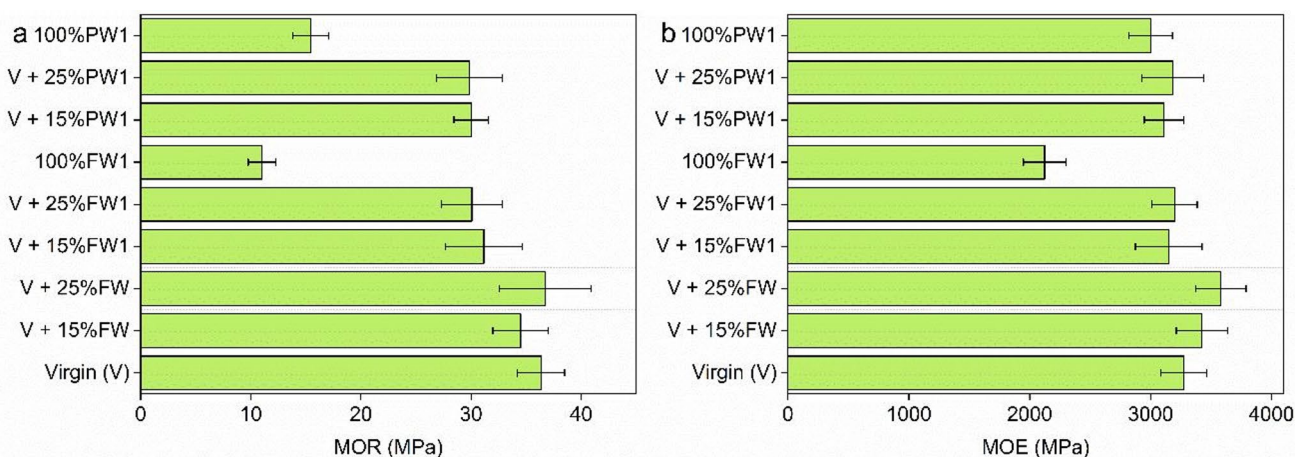 a
100%PW1
V + 25%PW1
V + 15%PW1
100%FW1
V + 25%FW1
V + 15%FW1
V + 25%FW
V + 15%FW
Virgin (V)
0 10 20 30 40
MOR (MPa)
b
100%PW1
V + 25%PW1
V + 15%PW1
100%FW1
V + 25%FW1
V + 15%FW1
V + 25%FW
V + 15%FW
Virgin (V)
0 1000 2000 3000 4000
MOE (MPa)